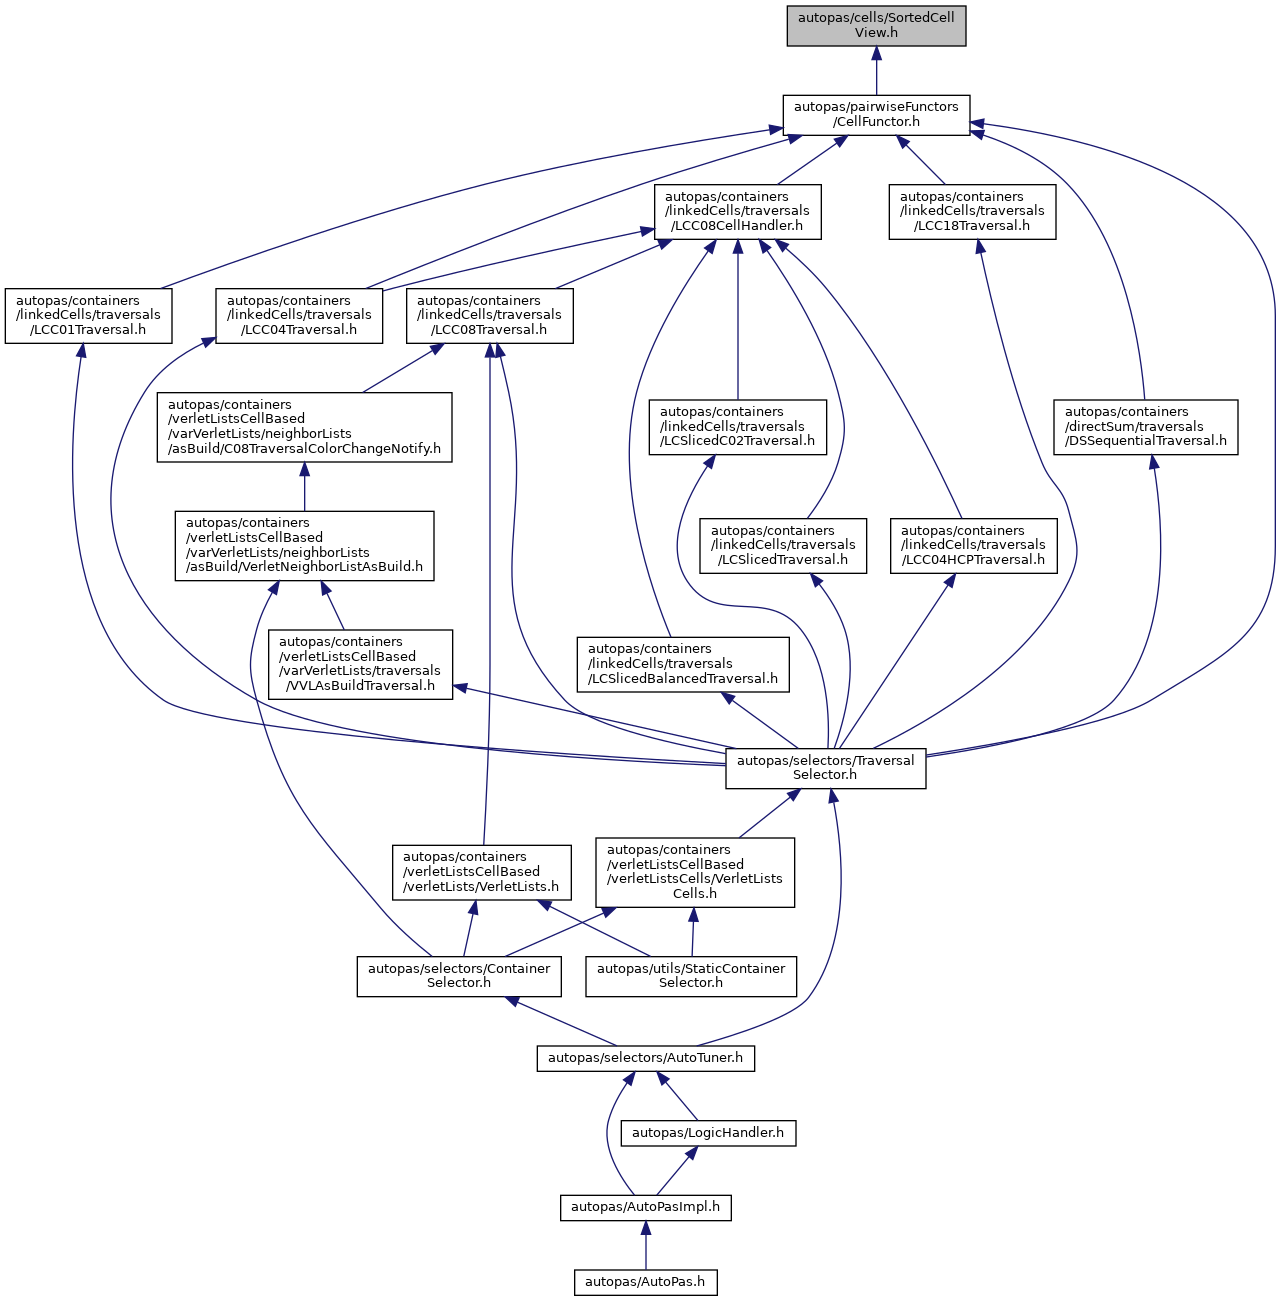 autopas/cells/SortedCell
View.h
autopas/pairwiseFunctors
/CellFunctor.h
autopas/containers
/linkedCells/traversals
/LCC08CellHandler.h
autopas/containers
/linkedCells/traversals
/LCC18Traversal.h
autopas/containers
/linkedCells/traversals
/LCC01Traversal.h
autopas/containers
/linkedCells/traversals
/LCC04Traversal.h
autopas/containers
/linkedCells/traversals
/LCC08Traversal.h
autopas/containers
/verletListsCellBased
/varVerletLists/neighborLists
/asBuild/C08TraversalColorChangeNotify.h
autopas/containers
/linkedCells/traversals
/LCSlicedC02Traversal.h
autopas/containers
/directSum/traversals
/DSSequentialTraversal.h
autopas/containers
/verletListsCellBased
/varVerletLists/neighborLists
/asBuild/VerletNeighborListAsBuild.h
autopas/containers
/linkedCells/traversals
/LCSlicedTraversal.h
autopas/containers
/linkedCells/traversals
/LCC04HCPTraversal.h
autopas/containers
/verletListsCellBased
/varVerletLists/traversals
/VVLAsBuildTraversal.h
autopas/containers
/linkedCells/traversals
/LCSlicedBalancedTraversal.h
autopas/selectors/Traversal
Selector.h
autopas/containers
/verletListsCellBased
/verletLists/VerletLists.h
autopas/containers
/verletListsCellBased
/verletListsCells/VerletLists
Cells.h
autopas/selectors/Container
Selector.h
autopas/utils/StaticContainer
Selector.h
autopas/selectors/AutoTuner.h
autopas/LogicHandler.h
autopas/AutoPasImpl.h
autopas/AutoPas.h